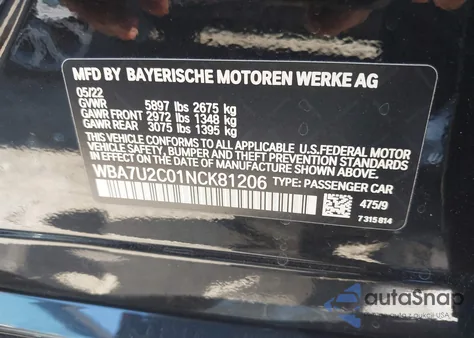 MFD BY BAYERISCHE MOTOREN WERKE AG
05/22
GVWR 5897 lbs 2675 kg
GAWR FRONT 2972 lbs 1348 kg
GAWR REAR 3075 lbs 1395 kg
THIS VEHICLE CONFORMS TO ALL APPLICABLE U.S.FEDERAL MOTOR
VEHICLE SAFETY, BUMPER AND THEFT PREVENTION STANDARDS
IN EFFECT ON THE DATE OF MANUFACTURE SHOWN ABOVE.
WBA7U2C01NCK81206 TYPE: PASSENGER CAR
475/9
7 315 814
autoSnap